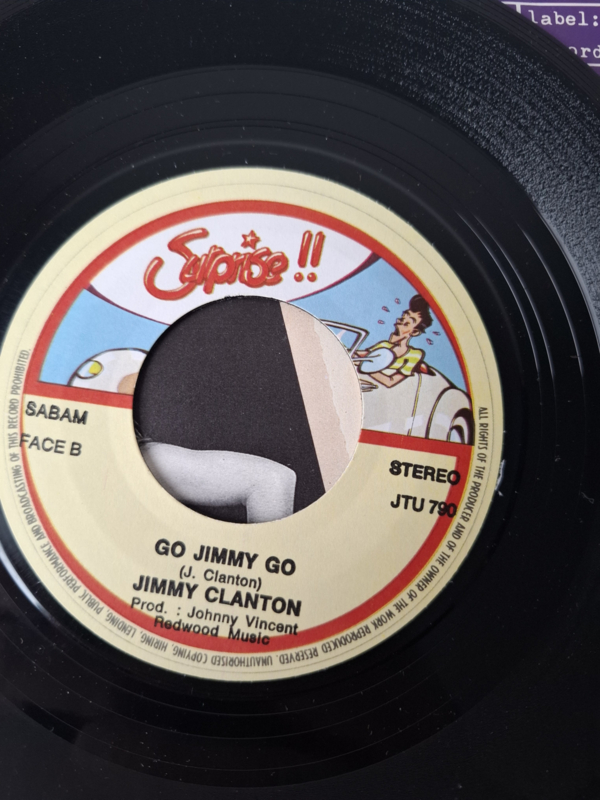 label:
ord
Surprise!!
SABAM
FACE B
STEREO
JTU 790
GO JIMMY GO
(J. Clanton)
JIMMY CLANTON
Prod. : Johnny Vincent
Redwood Music
ALL RIGHTS OF THE PRODUCER AND OF THE OWNER OF THE WORK REPRODUCED RESERVED. UNAUTHORISED COPYING, HIRING, LENDING, PUBLIC PERFORMANCE AND BROADCASTING OF THIS RECORD PROHIBITED.